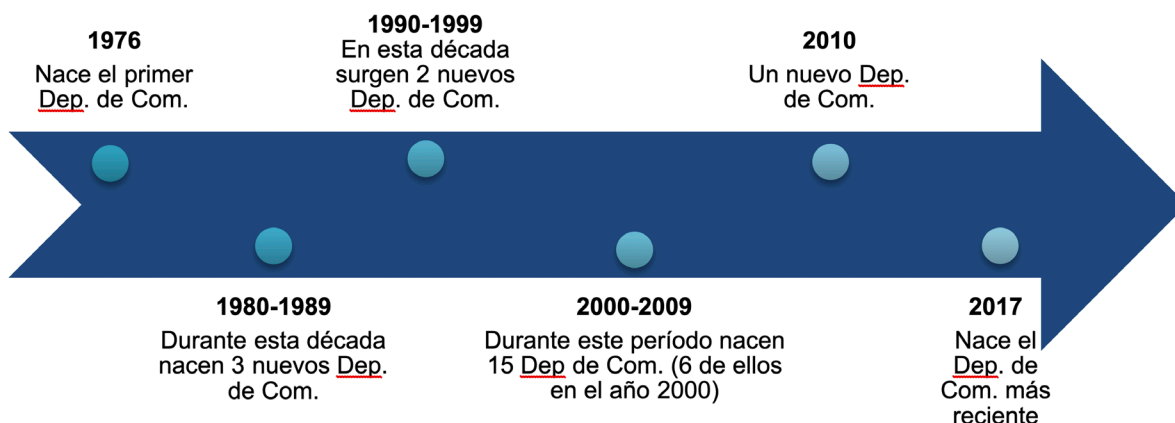 1976
Nace el primer
Dep. de Com.
1980-1989
Durante esta década
nacen 3 nuevos Dep.
de Com.
1990-1999
En esta década
surgen 2 nuevos
Dep. de Com.
2000-2009
Durante este período nacen
15 Dep de Com. (6 de ellos
en el año 2000)
2010
Un nuevo Dep.
de Com.
2017
Nace el
Dep. de
Com. más
reciente